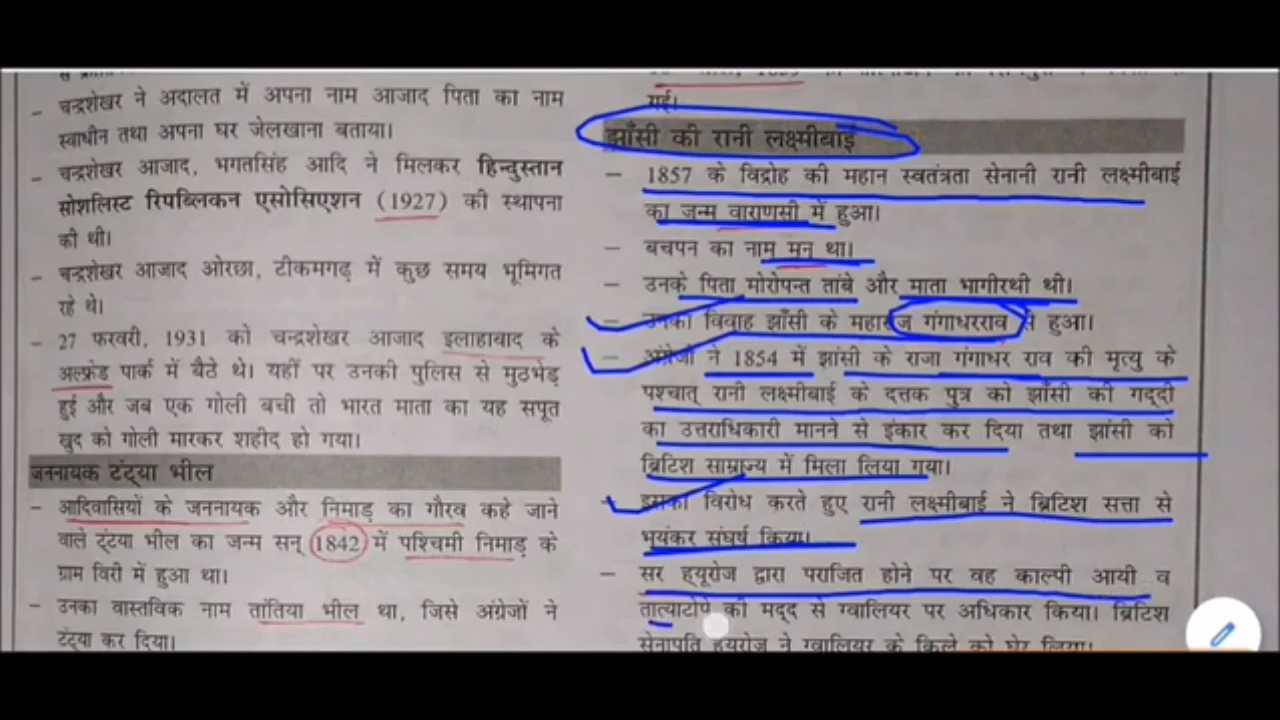 चन्द्रशेखर ने अदालत में अपना नाम आजाद पिता का नाम
स्वाधीन तथा अपना घर जेलखाना बताया।
चन्द्रशेखर आजाद, भगतसिंह आदि ने मिलकर हिन्दुस्तान
सोशलिस्ट रिपब्लिकन एसोसिएशन (1927) की स्थापना
की थी।
चन्द्रशेखर आजाद ओरछा, टीकमगढ़ में कुछ समय भूमिगत
रहे थे।
27 फरवरी, 1931 को चन्द्रशेखर आजाद इलाहाबाद के
अल्फ्रेड पार्क में बैठे थे। यहीं पर उनकी पुलिस से मुठभेड़
हुई और जब एक गोली बची तो भारत माता का यह सपूत
खुद को गोली मारकर शहीद हो गया।
जननायक टंट्या भील
– आदिवासियों के जननायक और निमाड़ का गौरव कहे जाने
वाले टंट्या भील का जन्म सन् 1842 में पश्चिमी निमाड़ के
ग्राम विरी में हुआ था।
– उनका वास्तविक नाम तांतिया भील था, जिसे अंग्रेजों ने
टंट्या कर दिया।
गई।
झाँसी की रानी लक्ष्मीबाई
– 1857 के विद्रोह की महान स्वतंत्रता सेनानी रानी लक्ष्मीबाई
का जन्म वाराणसी में हुआ।
– बचपन का नाम मनु था।
– उनके पिता मोरोपन्त तांबे और माता भागीरथी थी।
– उनका विवाह झाँसी के महाराज गंगाधरराव से हुआ।
– अंग्रेजों ने 1854 में झांसी के राजा गंगाधर राव की मृत्यु के
पश्चात् रानी लक्ष्मीबाई के दत्तक पुत्र को झाँसी की गद्दी
का उत्तराधिकारी मानने से इंकार कर दिया तथा झांसी को
ब्रिटिश साम्राज्य में मिला लिया गया।
– इसका विरोध करते हुए रानी लक्ष्मीबाई ने ब्रिटिश सत्ता से
भयंकर संघर्ष किया।
– सर ह्यूरोज द्वारा पराजित होने पर वह काल्पी आयी व
तात्याटोपे की मदद से ग्वालियर पर अधिकार किया। ब्रिटिश
सेनापति ह्यूरोज ने ग्वालियर के किले को घेर लिया।